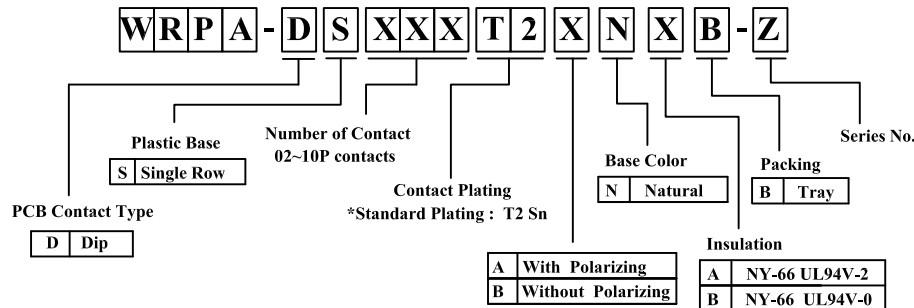 WRPA-DSXXXT2XNXB-Z
Series No.
Number of Contact
02~10P contacts
Plastic Base
S Single Row
Base Color
N Natural
Packing
B Tray
Contact Plating
*Standard Plating : T2 Sn
PCB Contact Type
D Dip
Insulation
A NY-66 UL94V-2
B NY-66 UL94V-0
A With Polarizing
B Without Polarizing